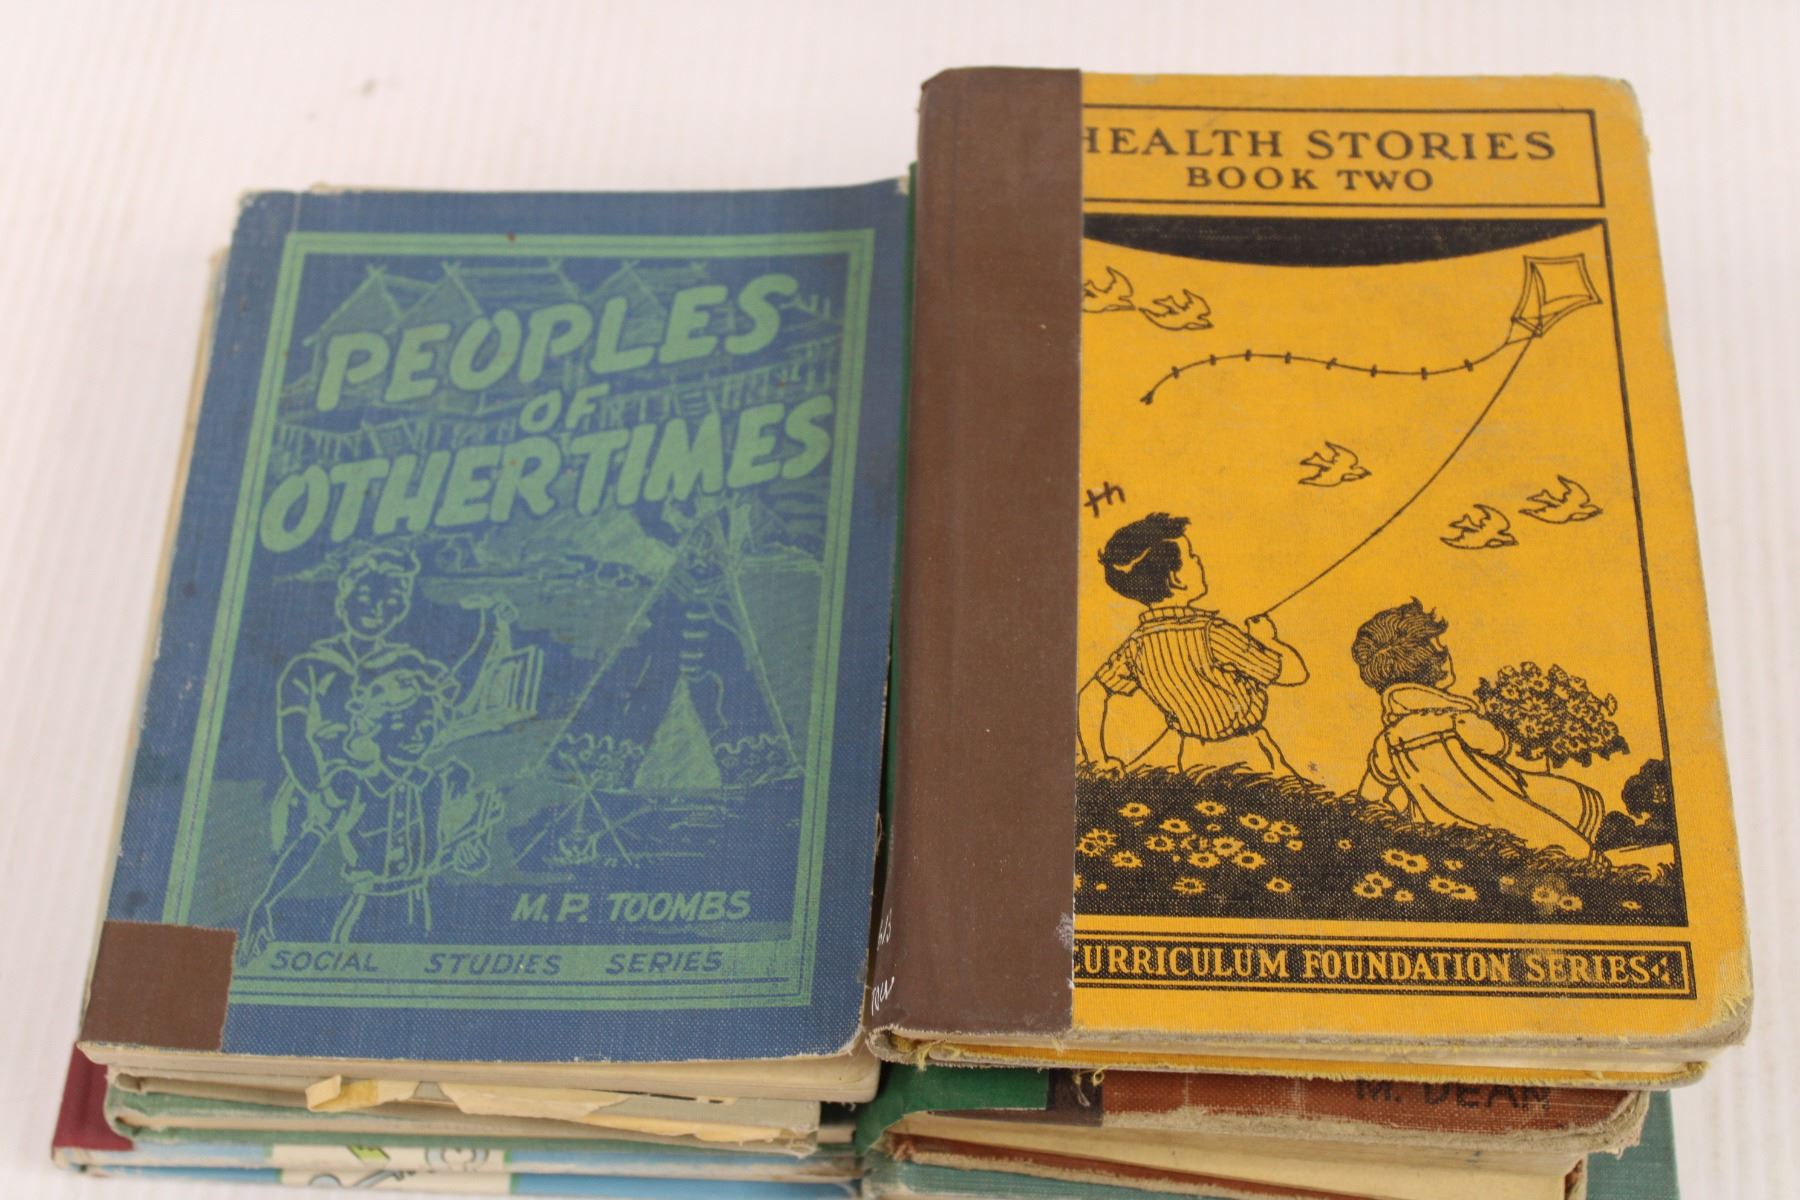 PEOPLES
OF
OTHER TIMES
M.P. TOOMBS
SOCIAL STUDIES SERIES
HEALTH STORIES
BOOK TWO
CURRICULUM FOUNDATION SERIES
M. DEAN